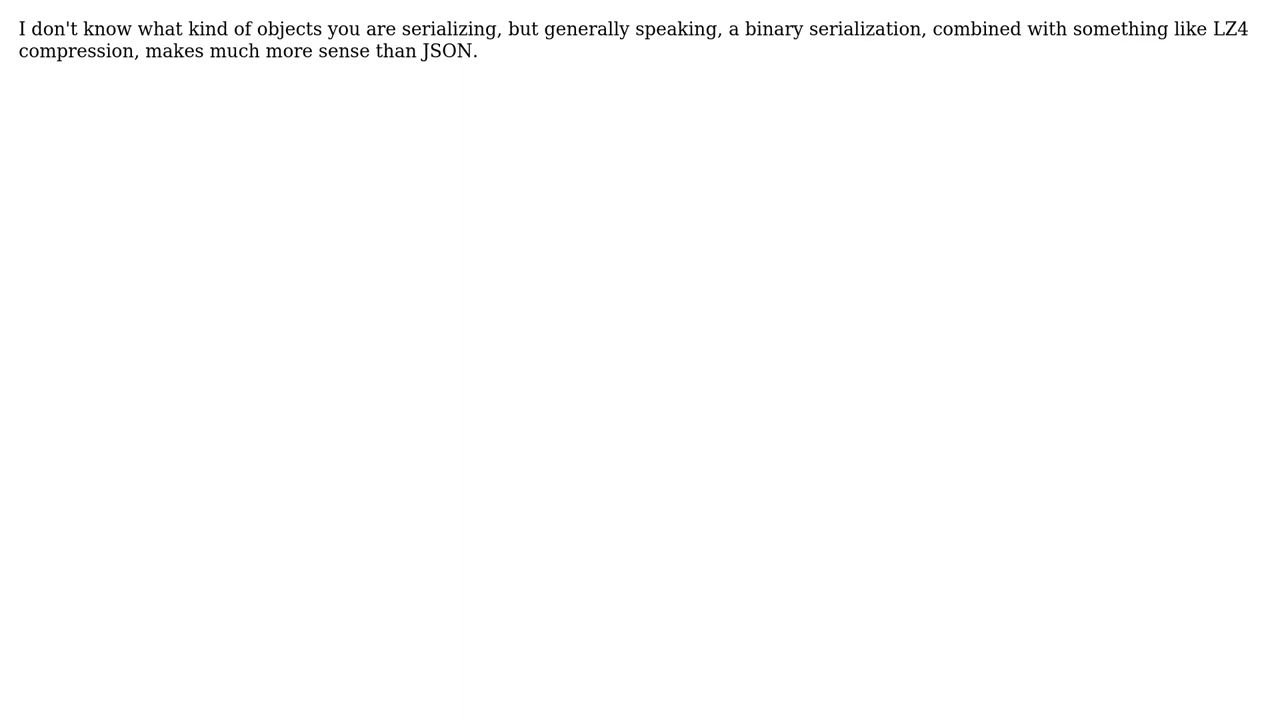 I don't know what kind of objects you are serializing, but generally speaking, a binary serialization, combined with something like LZ4
compression, makes much more sense than JSON.